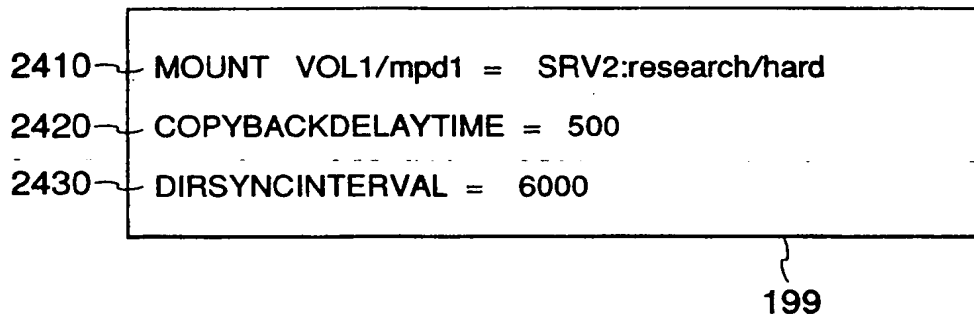 2410 MOUNT VOL1/mpd1 = SRV2:research/hard
2420 COPYBACKDELAYTIME = 500
2430 DIRSYNCINTERVAL = 6000
199